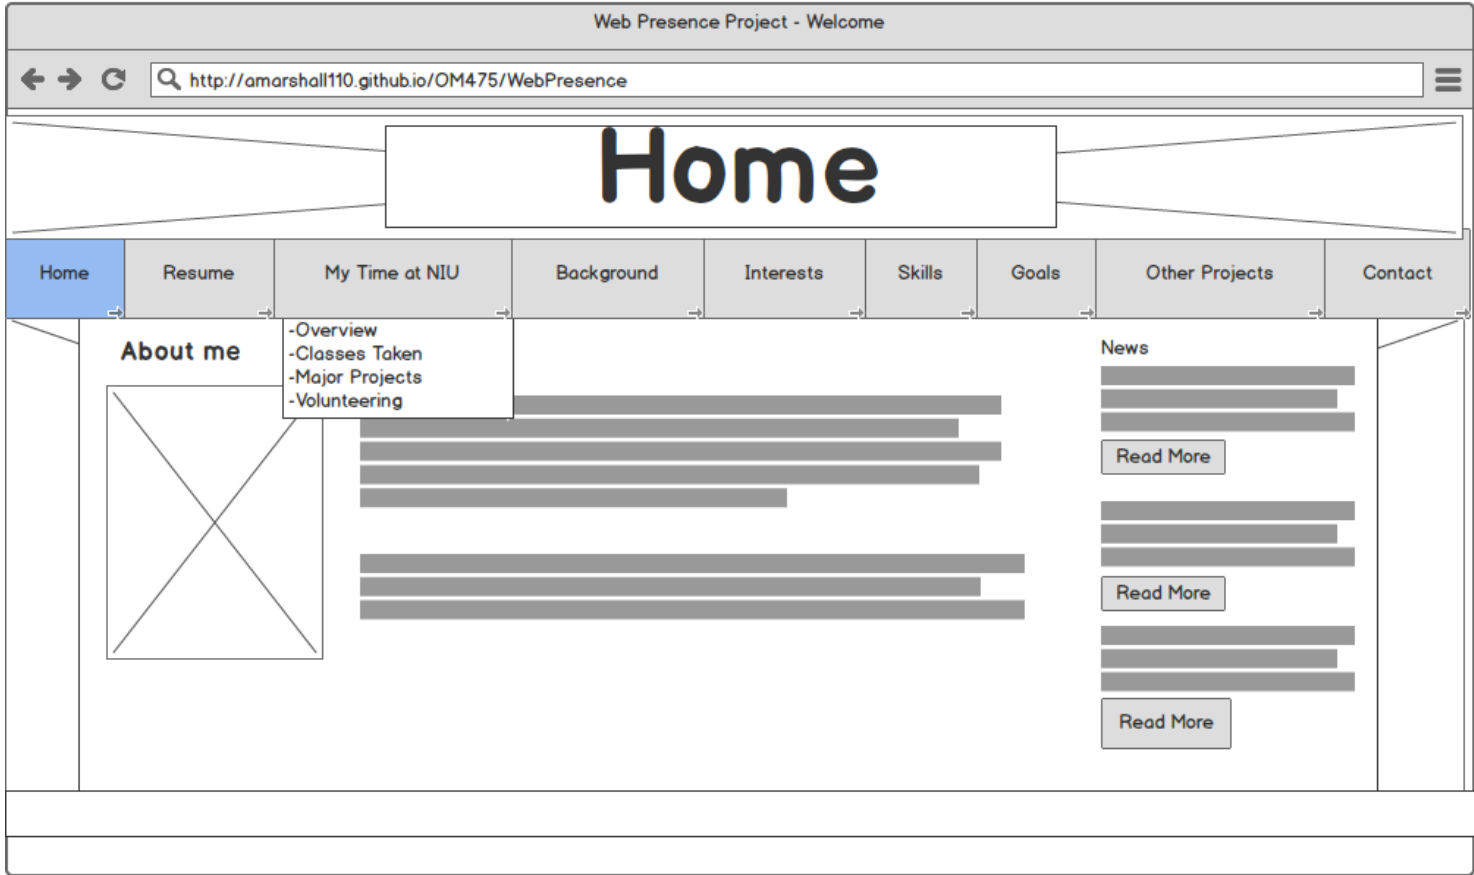 Web Presence Project - Welcome
http://amarshall110.github.io/OM475/WebPresence
Home
Home Resume My Time at NIU Background Interests Skills Goals Other Projects Contact
-Overview
-Classes Taken
-Major Projects
-Volunteering
About me
News
Read More
Read More
Read More